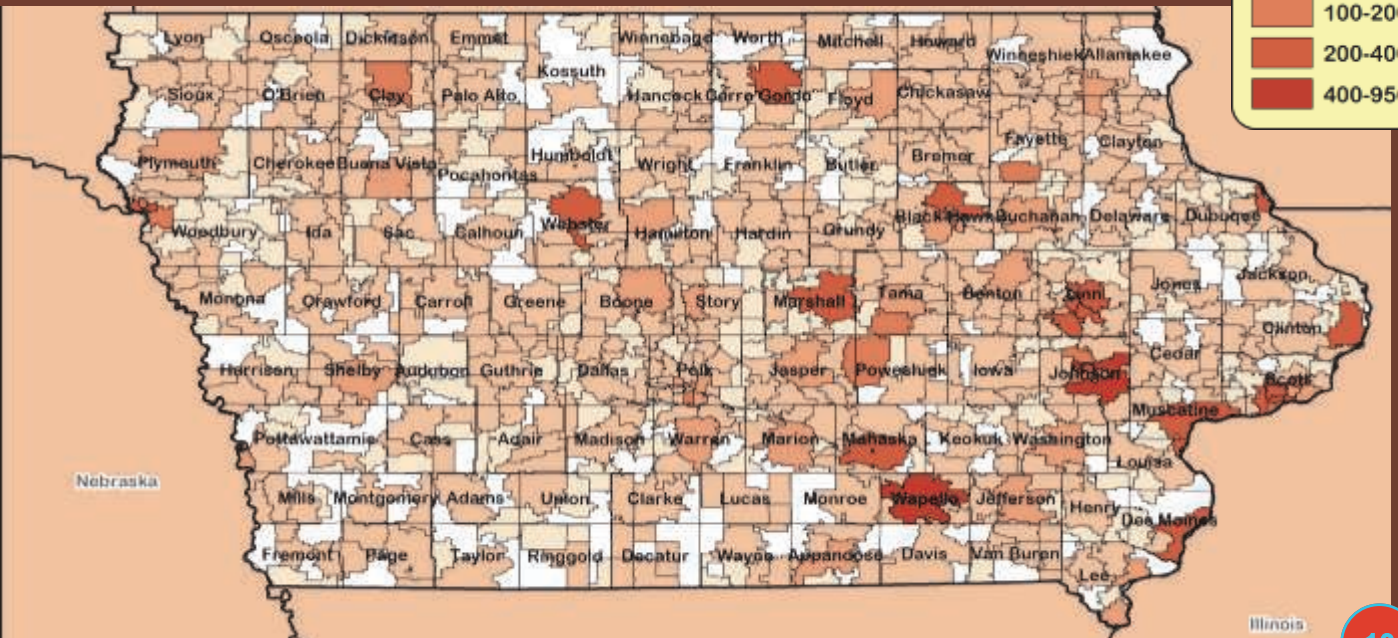 100-20
200-40
400-95
Lyon Osceola Dickinson Emmet Winnebago Worth Mitchell Howard Winneshiek Allamakee
Kossuth
Sioux O'Brien Clay Palo Alto Hancock Cerro Gordo Floyd Chickasaw
Plymouth Cherokee Buena Vista Pocahontas Humboldt Wright Franklin Butler Bremer Fayette Clayton
Woodbury Ida Sac Calhoun Webster Hamilton Hardin Grundy Black Hawk Buchanan Delaware Dubuque
Monona Crawford Carroll Greene Boone Story Marshall Tama Benton Linn Jones Jackson
Clinton
Harrison Shelby Audubon Guthrie Dallas Polk Jasper Poweshiek Iowa Johnson Cedar Scott
Muscatine
Pottawattamie Cass Adair Madison Warren Marion Mahaska Keokuk Washington
Louisa
Nebraska
Mills Montgomery Adams Union Clarke Lucas Monroe Wapello Jefferson Henry
Des Moines
Fremont Page Taylor Ringgold Decatur Wayne Appanoose Davis Van Buren
Lee
Illinois